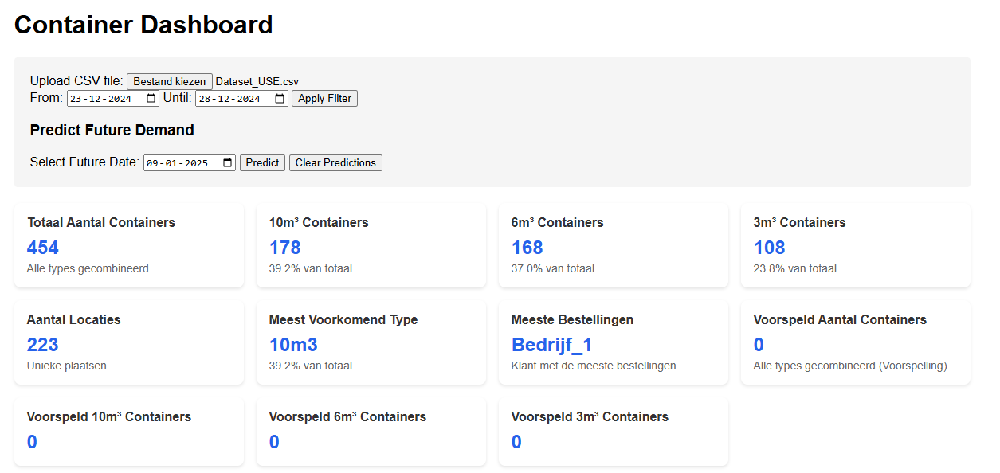 Container Dashboard
Upload CSV file: Bestand kiezen Dataset_USE.csv
From: 23-12-2024 Until: 28-12-2024 Apply Filter
Predict Future Demand
Select Future Date: 09-01-2025 Predict Clear Predictions
Totaal Aantal Containers
454
Alle types gecombineerd
10m³ Containers
178
39.2% van totaal
6m³ Containers
168
37.0% van totaal
3m³ Containers
108
23.8% van totaal
Aantal Locaties
223
Unieke plaatsen
Meest Voorkomend Type
10m3
39.2% van totaal
Meeste Bestellingen
Bedrijf_1
Klant met de meeste bestellingen
Voorspeld Aantal Containers
0
Alle types gecombineerd (Voorspelling)
Voorspeld 10m³ Containers
0
Voorspeld 6m³ Containers
0
Voorspeld 3m³ Containers
0